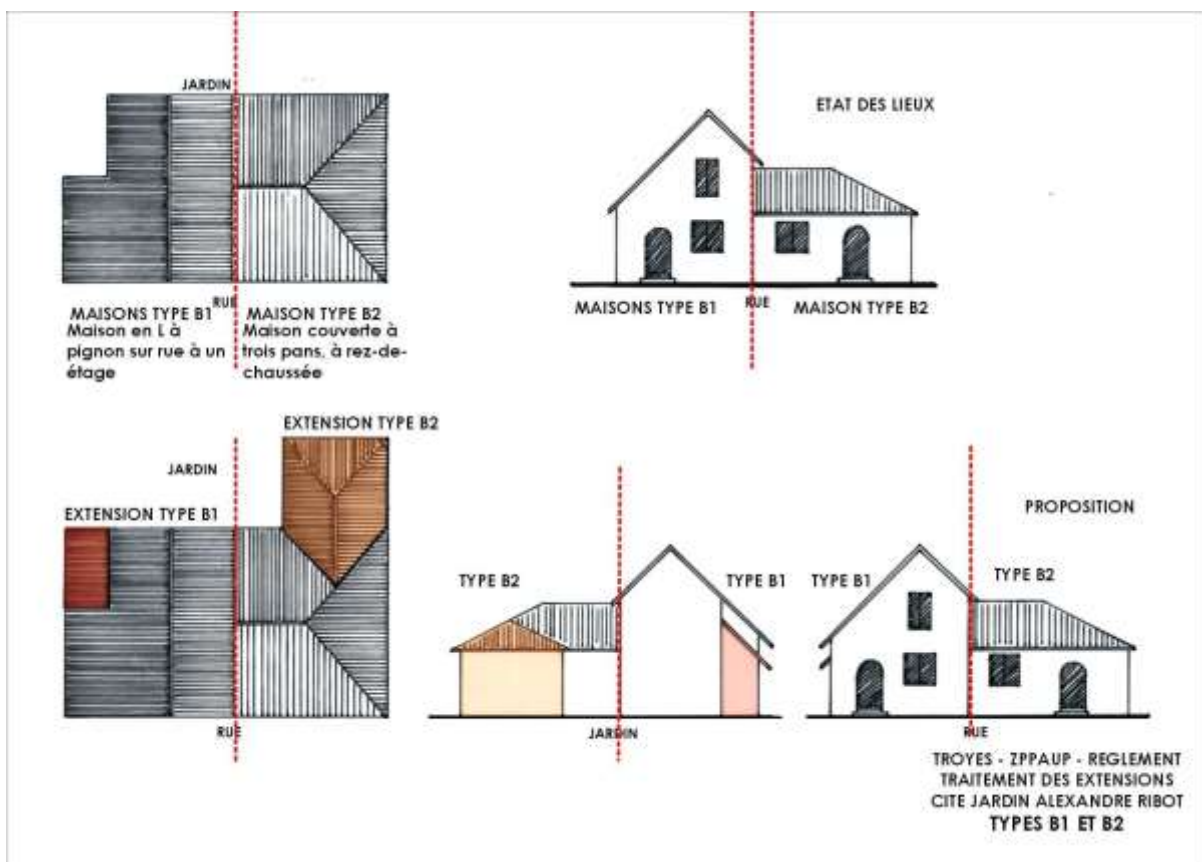 JARDIN
RUE
MAISONS TYPE B1
Maison en L à
pignon sur rue à un
étage
MAISON TYPE B2
Maison couverte à
trois pans, à rez-de-
chaussée
ETAT DES LIEUX
MAISONS TYPE B1
RUE
MAISON TYPE B2
EXTENSION TYPE B2
JARDIN
EXTENSION TYPE B1
RUE
TYPE B2
TYPE B1
JARDIN
PROPOSITION
TYPE B1
TYPE B2
RUE
TROYES - ZPPAUP - REGLEMENT
TRAITEMENT DES EXTENSIONS
CITE JARDIN ALEXANDRE RIBOT
TYPES B1 ET B2